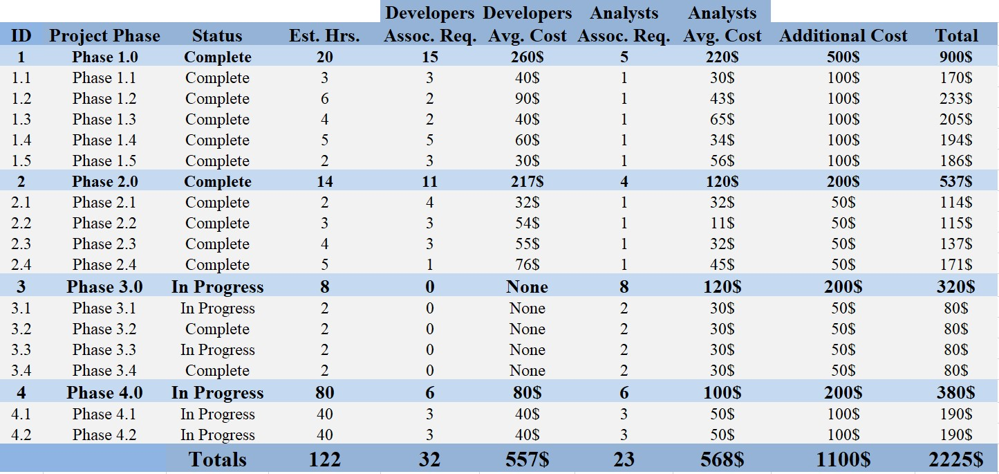 Developers Developers Analysts Analysts
ID Project Phase Status Est. Hrs. Assoc. Req. Avg. Cost Assoc. Req. Avg. Cost Additional Cost Total
1 Phase 1.0 Complete 20 15 260$ 5 220$ 500$ 900$
1.1 Phase 1.1 Complete 3 3 40$ 1 30$ 100$ 170$
1.2 Phase 1.2 Complete 6 2 90$ 1 43$ 100$ 233$
1.3 Phase 1.3 Complete 4 2 40$ 1 65$ 100$ 205$
1.4 Phase 1.4 Complete 5 5 60$ 1 34$ 100$ 194$
1.5 Phase 1.5 Complete 2 3 30$ 1 56$ 100$ 186$
2 Phase 2.0 Complete 14 11 217$ 4 120$ 200$ 537$
2.1 Phase 2.1 Complete 2 4 32$ 1 32$ 50$ 114$
2.2 Phase 2.2 Complete 3 3 54$ 1 11$ 50$ 115$
2.3 Phase 2.3 Complete 4 3 55$ 1 32$ 50$ 137$
2.4 Phase 2.4 Complete 5 1 76$ 1 45$ 50$ 171$
3 Phase 3.0 In Progress 8 0 None 8 120$ 200$ 320$
3.1 Phase 3.1 In Progress 2 0 None 2 30$ 50$ 80$
3.2 Phase 3.2 Complete 2 0 None 2 30$ 50$ 80$
3.3 Phase 3.3 In Progress 2 0 None 2 30$ 50$ 80$
3.4 Phase 3.4 Complete 2 0 None 2 30$ 50$ 80$
4 Phase 4.0 In Progress 80 6 80$ 6 100$ 200$ 380$
4.1 Phase 4.1 In Progress 40 3 40$ 3 50$ 100$ 190$
4.2 Phase 4.2 In Progress 40 3 40$ 3 50$ 100$ 190$
Totals 122 32 557$ 23 568$ 1100$ 2225$